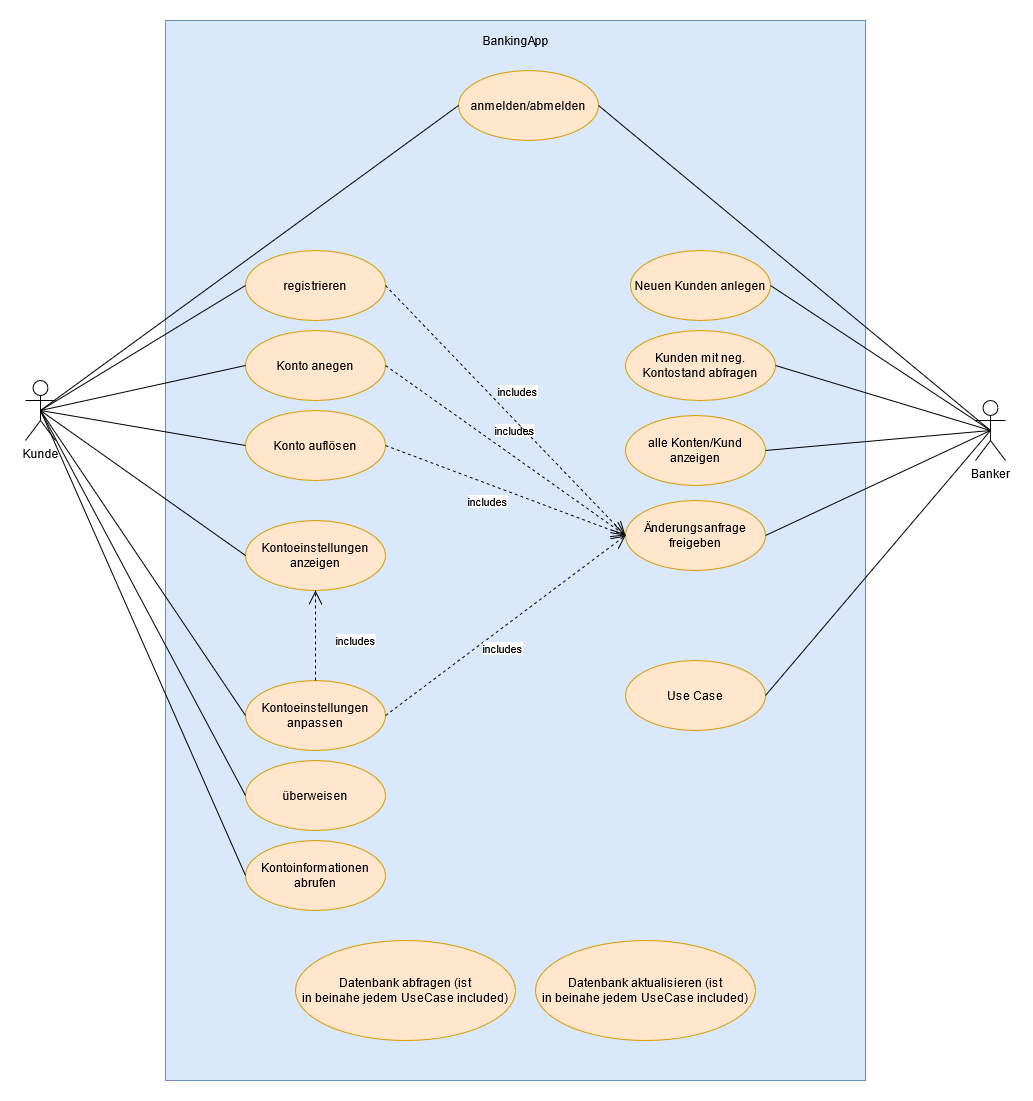 BankingApp
anmelden/abmelden
registrieren
Neuen Kunden anlegen
Konto anegen
Kunden mit neg.
Kontostand abfragen
includes
includes
Konto auflösen
alle Konten/Kund
anzeigen
Kunde
Banker
includes
Änderungsanfrage
freigeben
Kontoeinstellungen
anzeigen
includes
includes
Kontoeinstellungen
anpassen
Use Case
überweisen
Kontoinformationen
abrufen
Datenbank abfragen (ist
in beinahe jedem UseCase included)
Datenbank aktualisieren (ist
in beinahe jedem UseCase included)